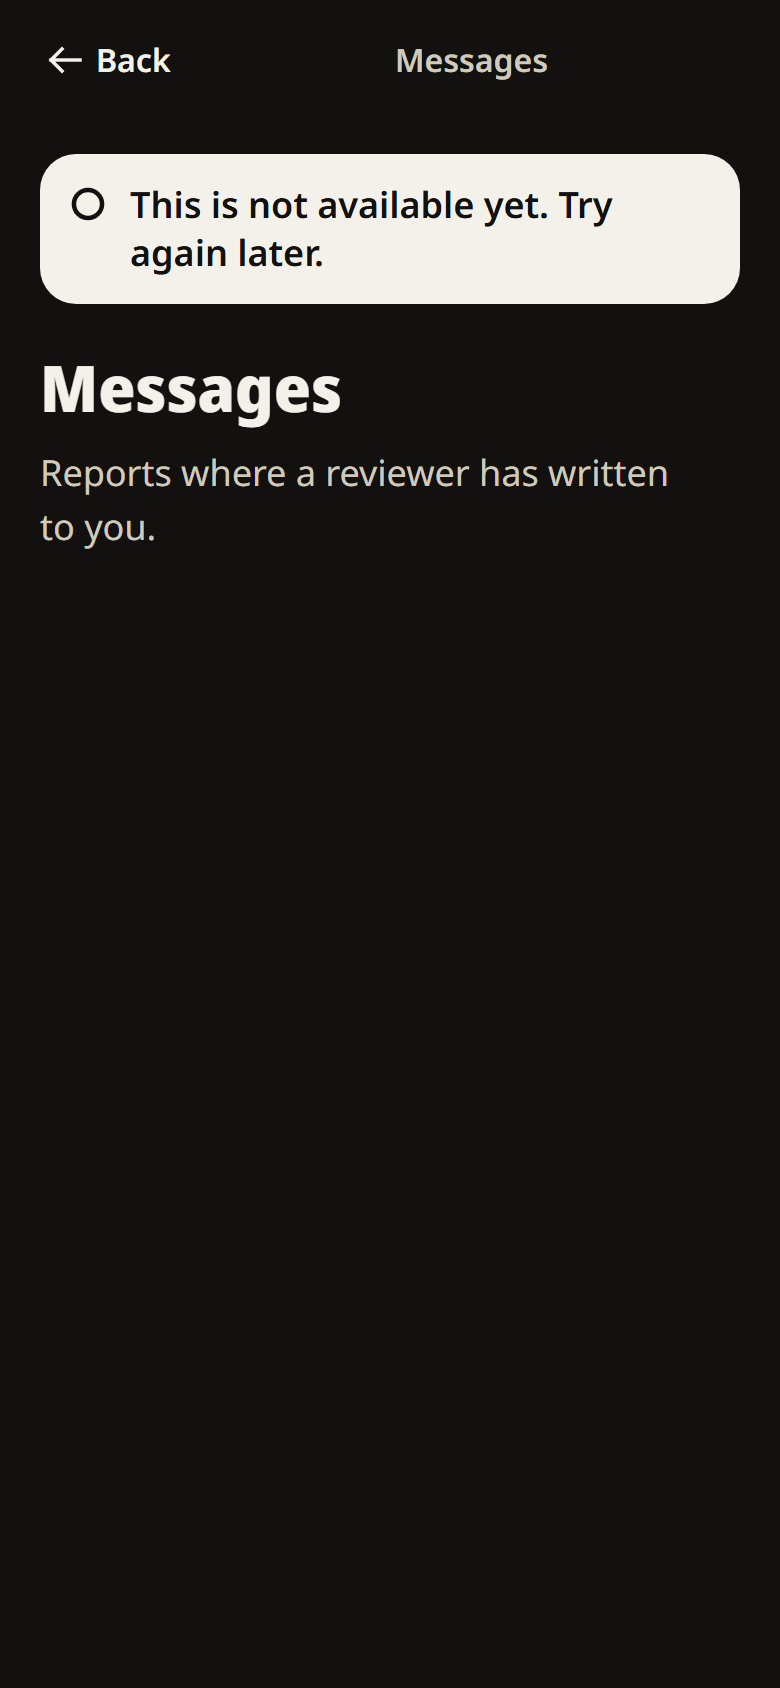 Back
Messages
This is not available yet. Try
again later.
Messages
Reports where a reviewer has written
to you.